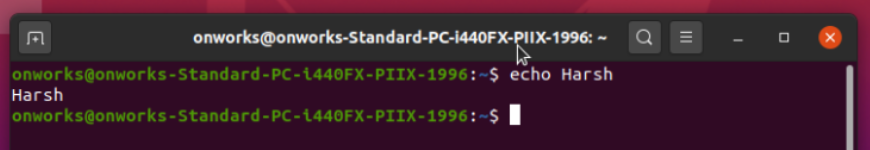 onworks@onworks-Standard-PC-i440FX-PIIX-1996: ~
onworks@onworks-Standard-PC-i440FX-PIIX-1996:~$ echo Harsh
Harsh
onworks@onworks-Standard-PC-i440FX-PIIX-1996:~$